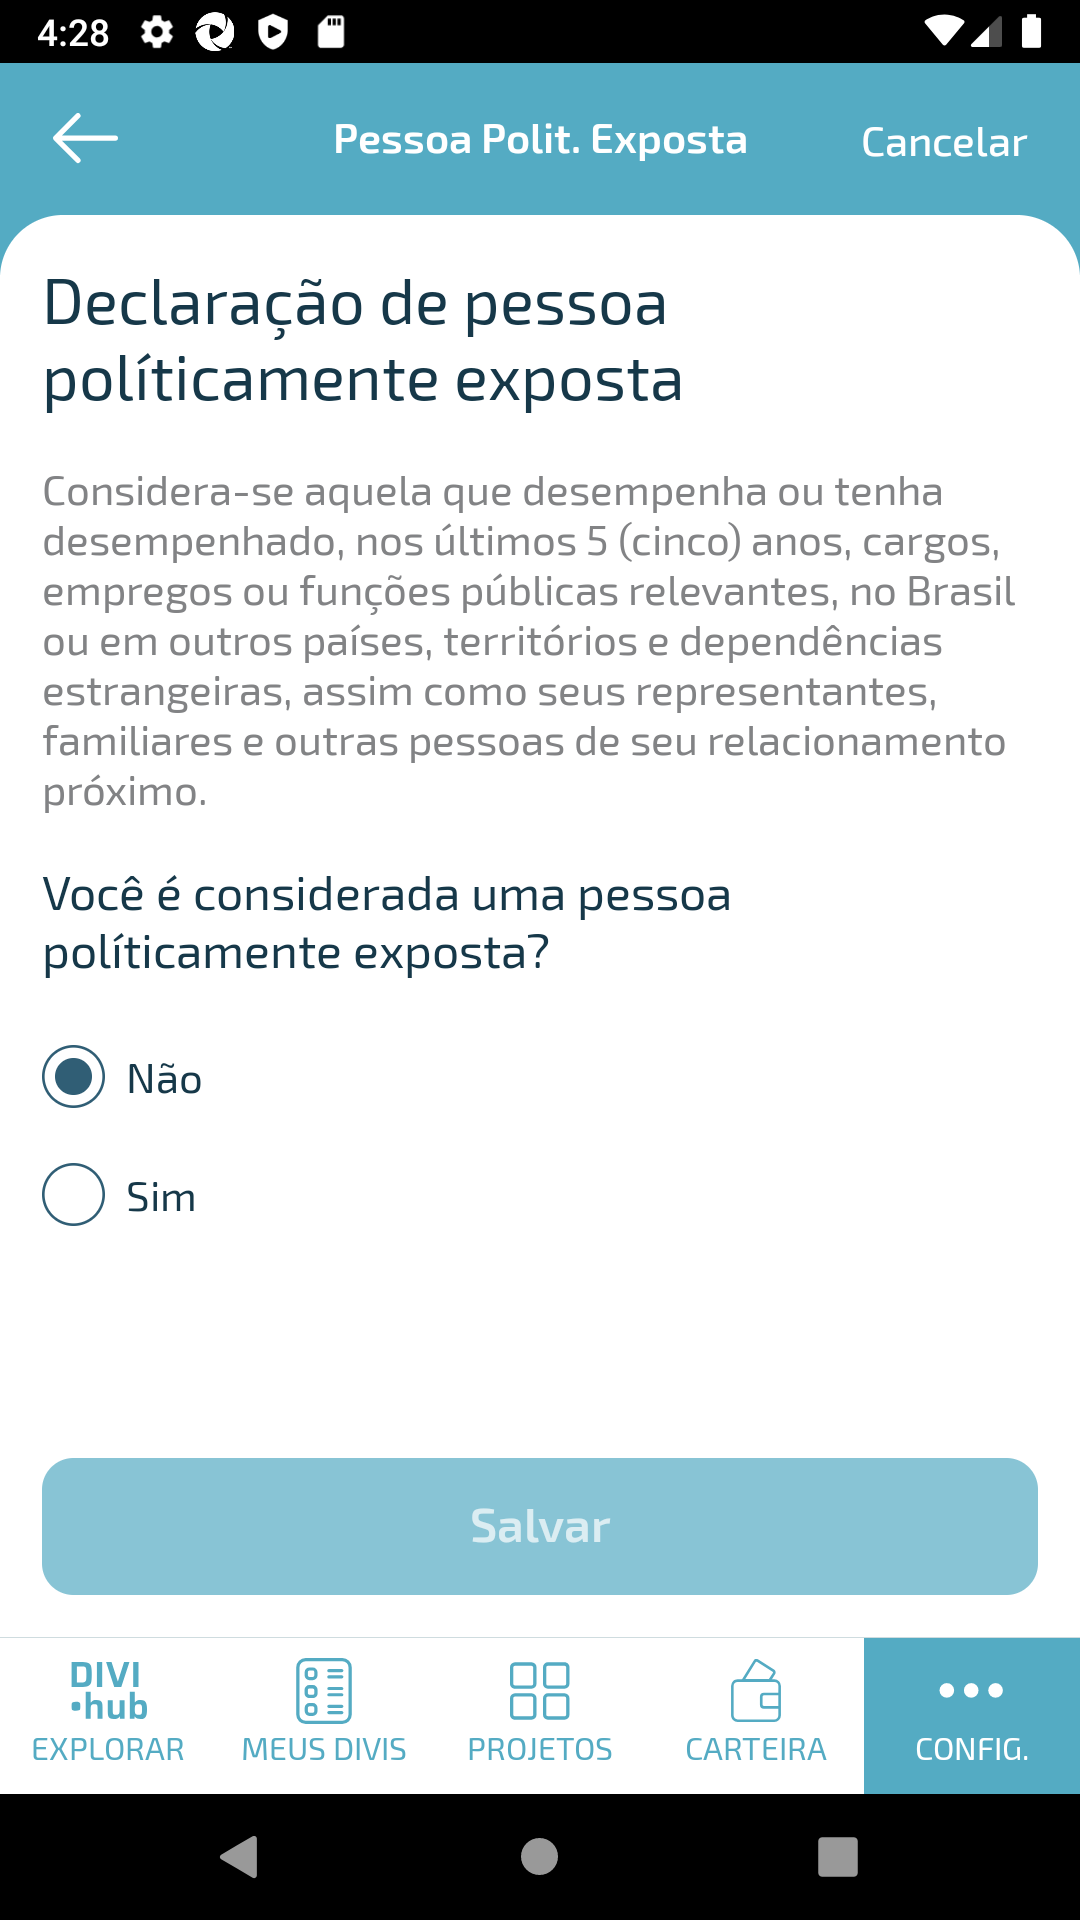 4:28
Pessoa Polit. Exposta
Cancelar
Declaração de pessoa
políticamente exposta
Considera-se aquela que desempenha ou tenha
desempenhado, nos últimos 5 (cinco) anos, cargos,
empregos ou funções públicas relevantes, no Brasil
ou em outros países, territórios e dependências
estrangeiras, assim como seus representantes,
familiares e outras pessoas de seu relacionamento
próximo.
Você é considerada uma pessoa
políticamente exposta?
Não
Sim
Salvar
DIVI
•hub
EXPLORAR
MEUS DIVIS
PROJETOS
CARTEIRA
CONFIG.